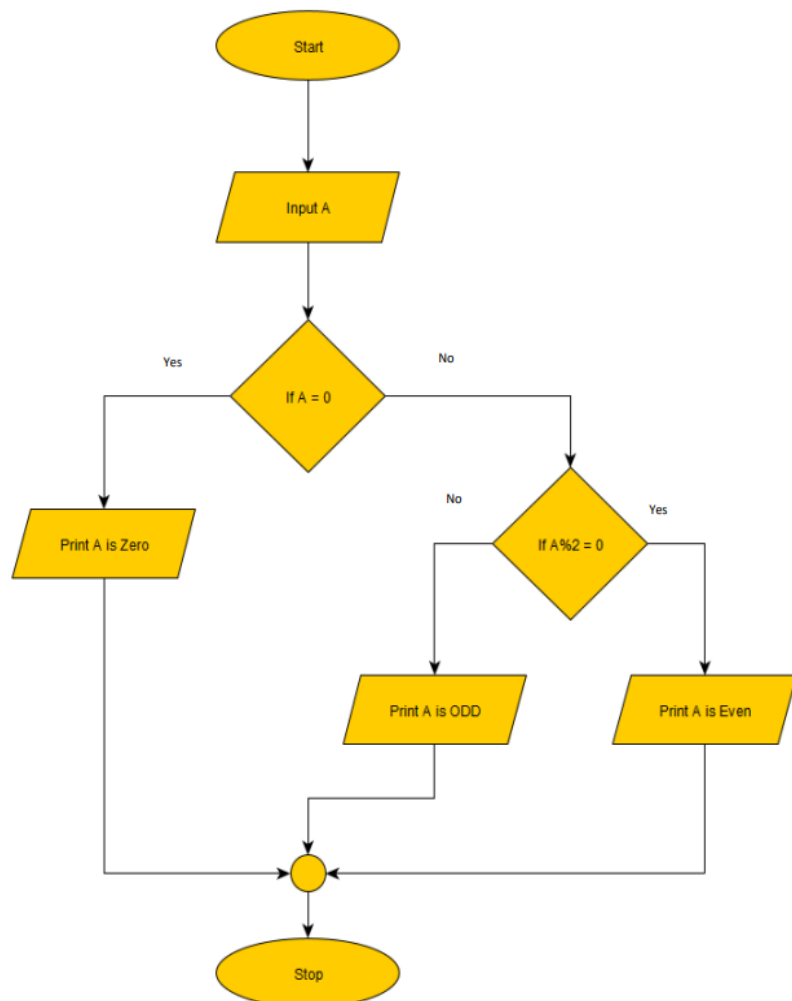 Start
Input A
Yes
No
If A = 0
No
Yes
Print A is Zero
If A%2 = 0
Print A is ODD
Print A is Even
Stop